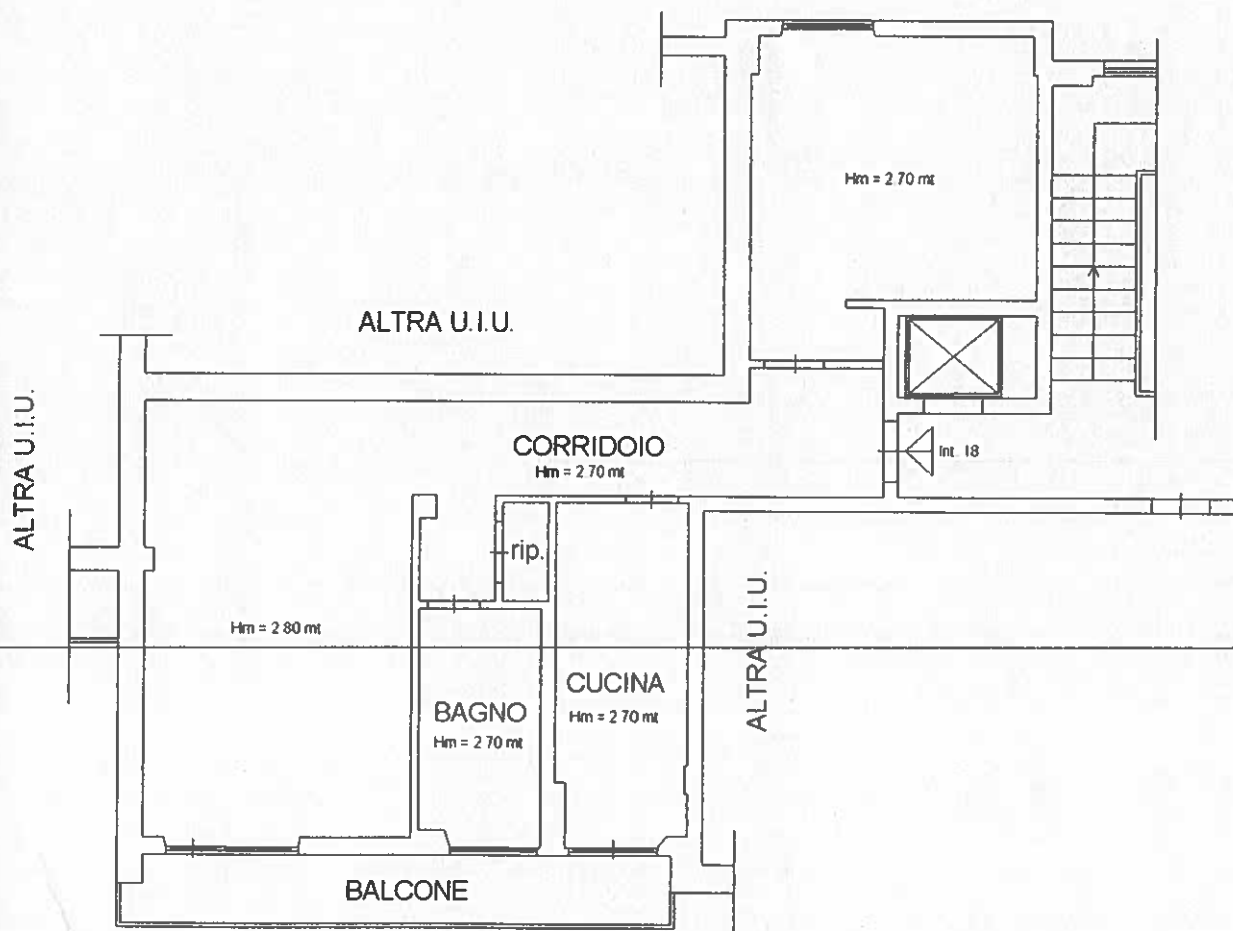 Hm = 2.70 mt
ALTRA U.I.U.
ALTRA U.I.U.
CORRIDOIO
Hm = 2 70 mt
Int. 18
rip.
Hm = 2 80 mt
ALTRA U.I.U.
CUCINA
Hm = 2 70 mt
BAGNO
Hm = 2 70 mt
BALCONE